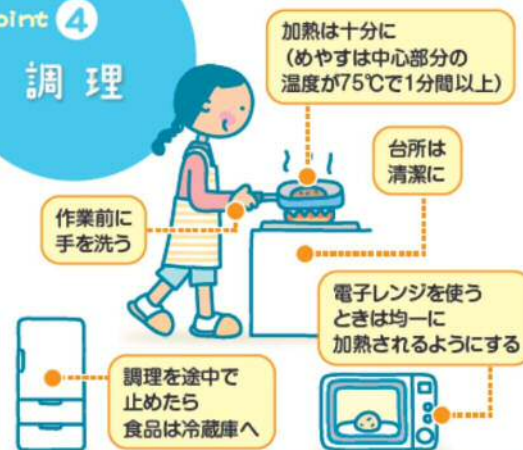 Point 4
調理
加熱は十分に
(めやすは中心部分の
温度が75℃で1分間以上)
台所は
清潔に
作業前に
手を洗う
電子レンジを使う
ときは均一に
加熱されるようにする
調理を途中で
止めたら
食品は冷蔵庫へ